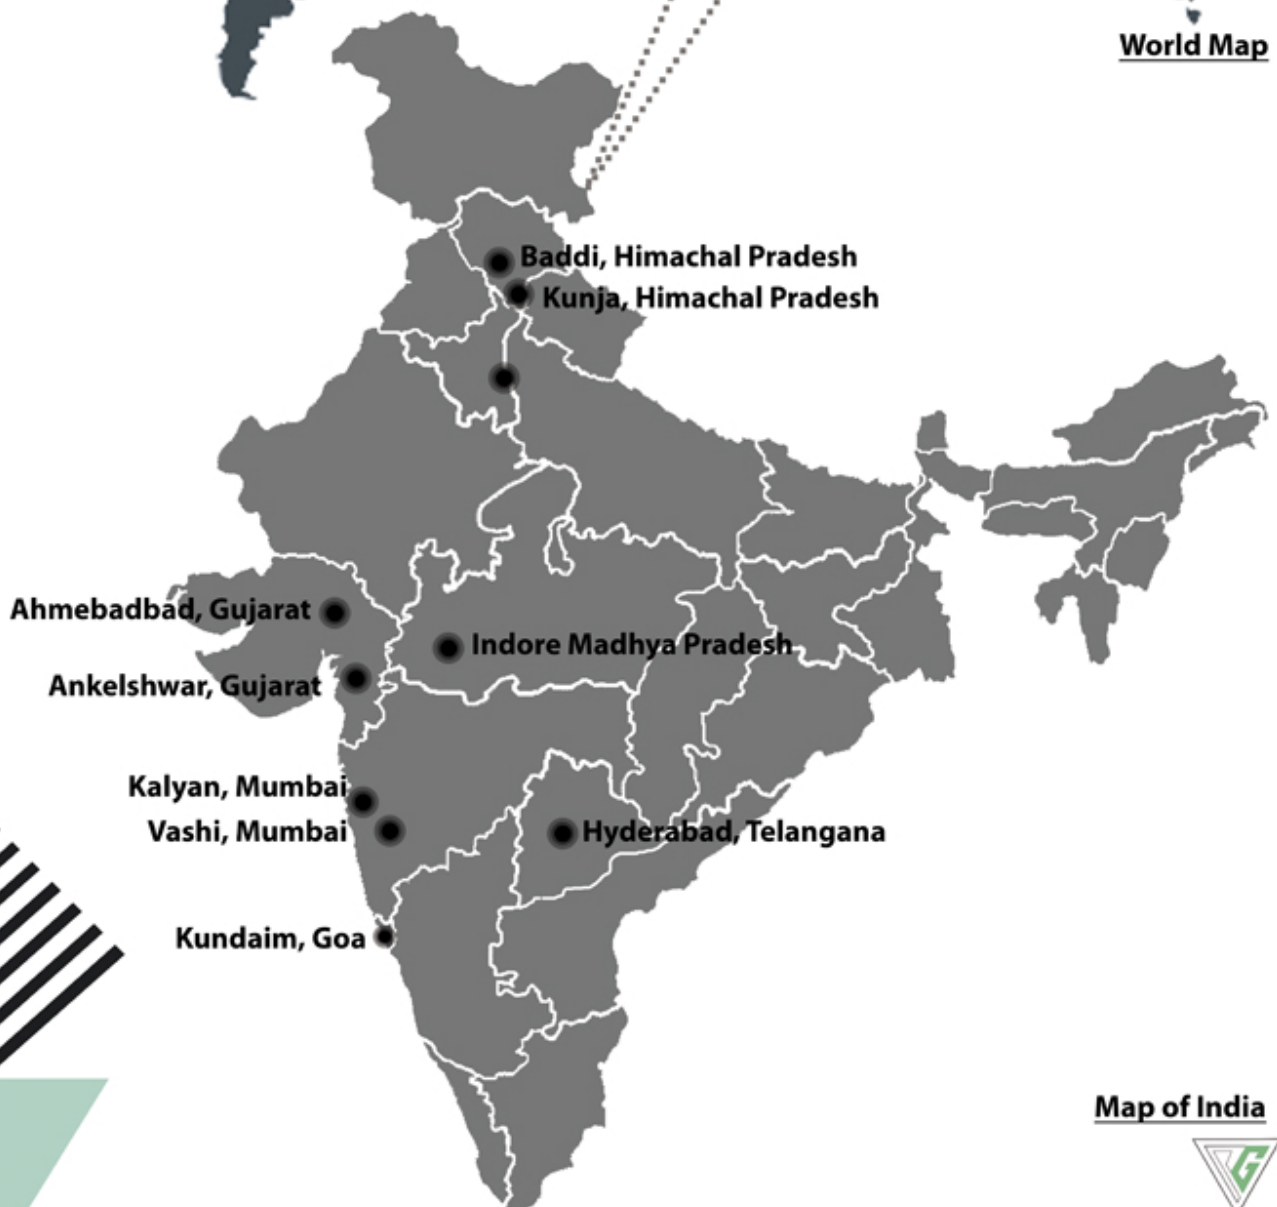 World Map
Baddi, Himachal Pradesh
Kunja, Himachal Pradesh
Ahmebadbad, Gujarat
Indore Madhya Pradesh
Ankelshwar, Gujarat
Kalyan, Mumbai
Vashi, Mumbai
Hyderabad, Telangana
Kundaim, Goa
Map of India